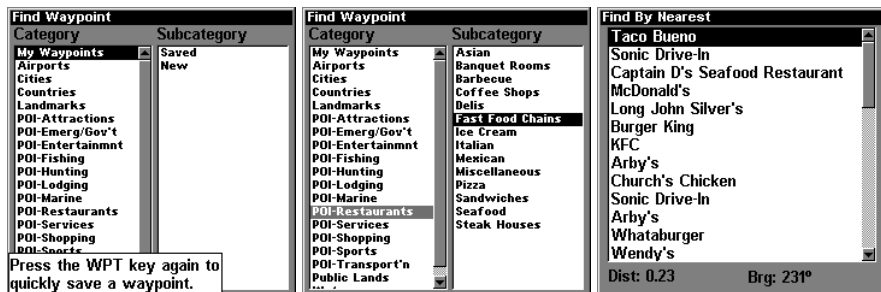 Find Waypoint
Category Subcategory
My Waypoints
Airports
Cities
Countries
Landmarks
POI-Attractions
POI-Emerg/Gov't
POI-Entertainmnt
POI-Fishing
POI-Hunting
POI-Lodging
POI-Marine
POI-Restaurants
POI-Services
POI-Shopping
POI-Sports
Saved
New
Press the WPT key again to
quickly save a waypoint.
Find Waypoint
Category Subcategory
My Waypoints
Airports
Cities
Countries
Landmarks
POI-Attractions
POI-Emerg/Gov't
POI-Entertainmnt
POI-Fishing
POI-Hunting
POI-Lodging
POI-Marine
POI-Restaurants
POI-Services
POI-Shopping
POI-Sports
POI-Transport'n
Public Lands
Asian
Banquet Rooms
Barbecue
Coffee Shops
Delis
Fast Food Chains
Ice Cream
Italian
Mexican
Miscellaneous
Pizza
Sandwiches
Seafood
Steak Houses
Find By Nearest
Taco Bueno
Sonic Drive-In
Captain D's Seafood Restaurant
McDonald's
Long John Silver's
Burger King
KFC
Arby's
Church's Chicken
Sonic Drive-In
Arby's
Whataburger
Wendy's
Dist: 0.23 Brg: 231º